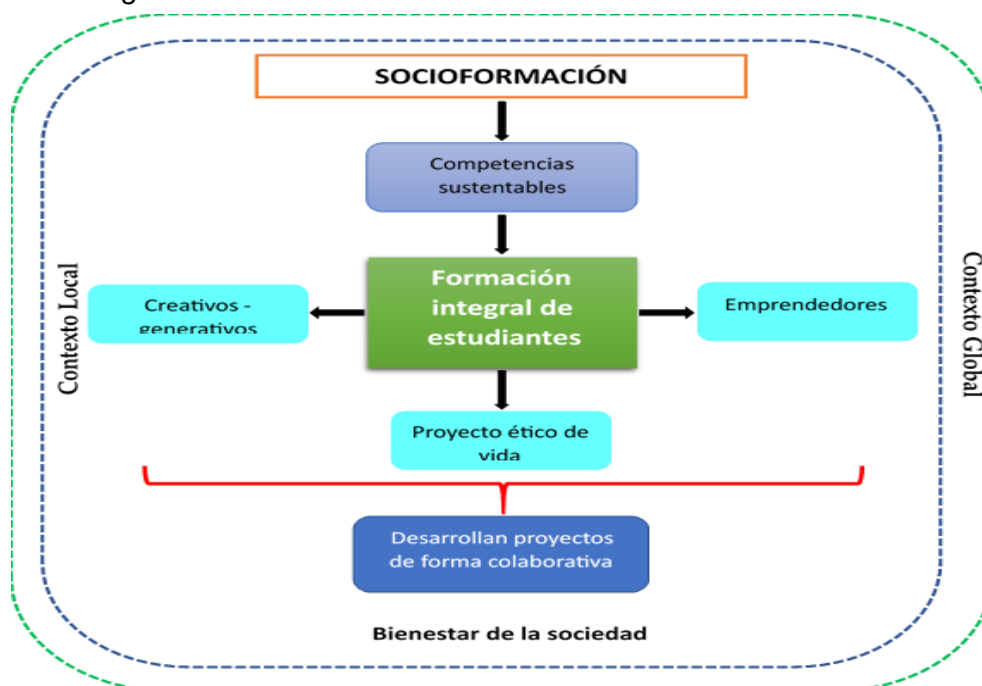 SOCIOFORMACIÓN
Competencias
sustentables
Contexto Local
Creativos -
generativos
Formación
integral de
estudiantes
Emprendedores
Contexto Global
Proyecto ético de
vida
Desarrollan proyectos
de forma colaborativa
Bienestar de la sociedad